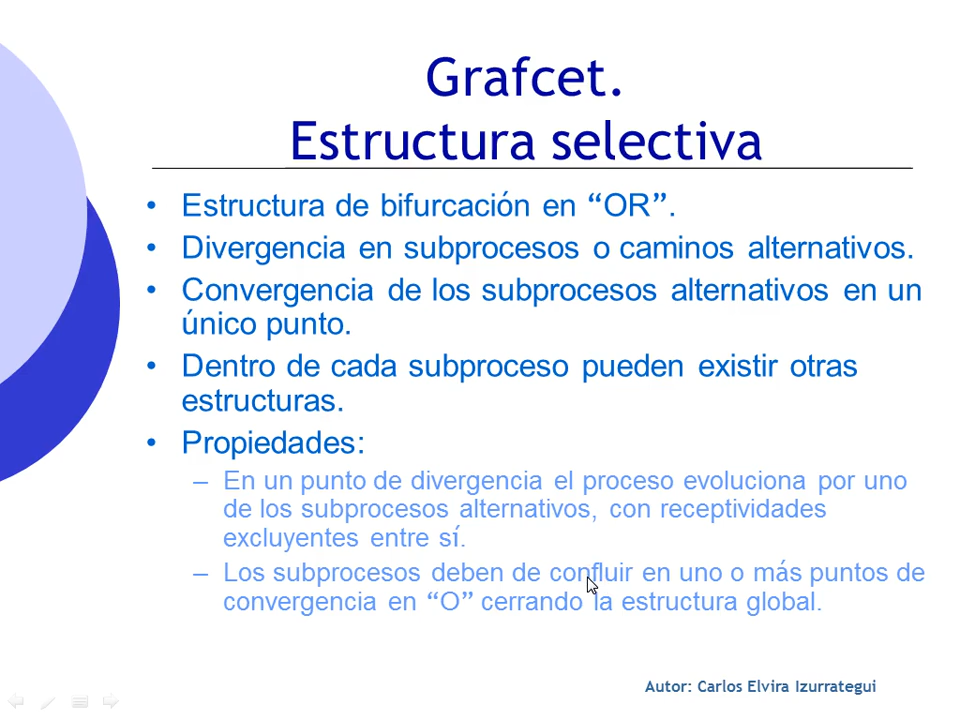 Grafcet.
Estructura selectiva
• Estructura de bifurcación en “OR”.
• Divergencia en subprocesos o caminos alternativos.
• Convergencia de los subprocesos alternativos en un
único punto.
• Dentro de cada subproceso pueden existir otras
estructuras.
• Propiedades:
– En un punto de divergencia el proceso evoluciona por uno
de los subprocesos alternativos, con receptividades
excluyentes entre sí.
– Los subprocesos deben de confluir en uno o más puntos de
convergencia en “O” cerrando la estructura global.
Autor: Carlos Elvira Izurrategui